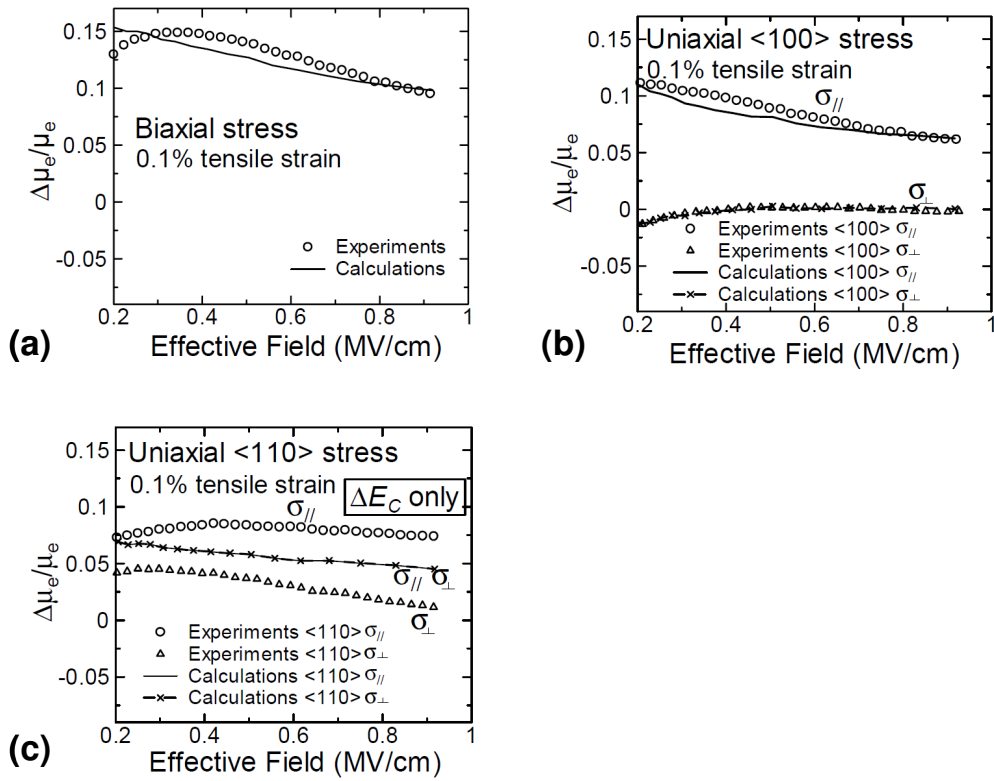 0.15
0.1
0.05
0
-0.05
Δμₑ/μₑ
Biaxial stress
0.1% tensile strain
Experiments
Calculations
0.2 0.4 0.6 0.8 1
Effective Field (MV/cm)
(a)
0.15
0.1
0.05
0
-0.05
Δμₑ/μₑ
Uniaxial <100> stress
0.1% tensile strain
σ//
σ⊥
Experiments <100> σ//
Experiments <100> σ⊥
Calculations <100> σ//
Calculations <100> σ⊥
0.2 0.4 0.6 0.8 1
Effective Field (MV/cm)
(b)
0.15
0.1
0.05
0
-0.05
Δμₑ/μₑ
Uniaxial <110> stress
0.1% tensile strain
ΔE_C only
σ//
σ// σ⊥
σ⊥
Experiments <110> σ//
Experiments <110> σ⊥
Calculations <110> σ//
Calculations <110> σ⊥
0.2 0.4 0.6 0.8 1
Effective Field (MV/cm)
(c)